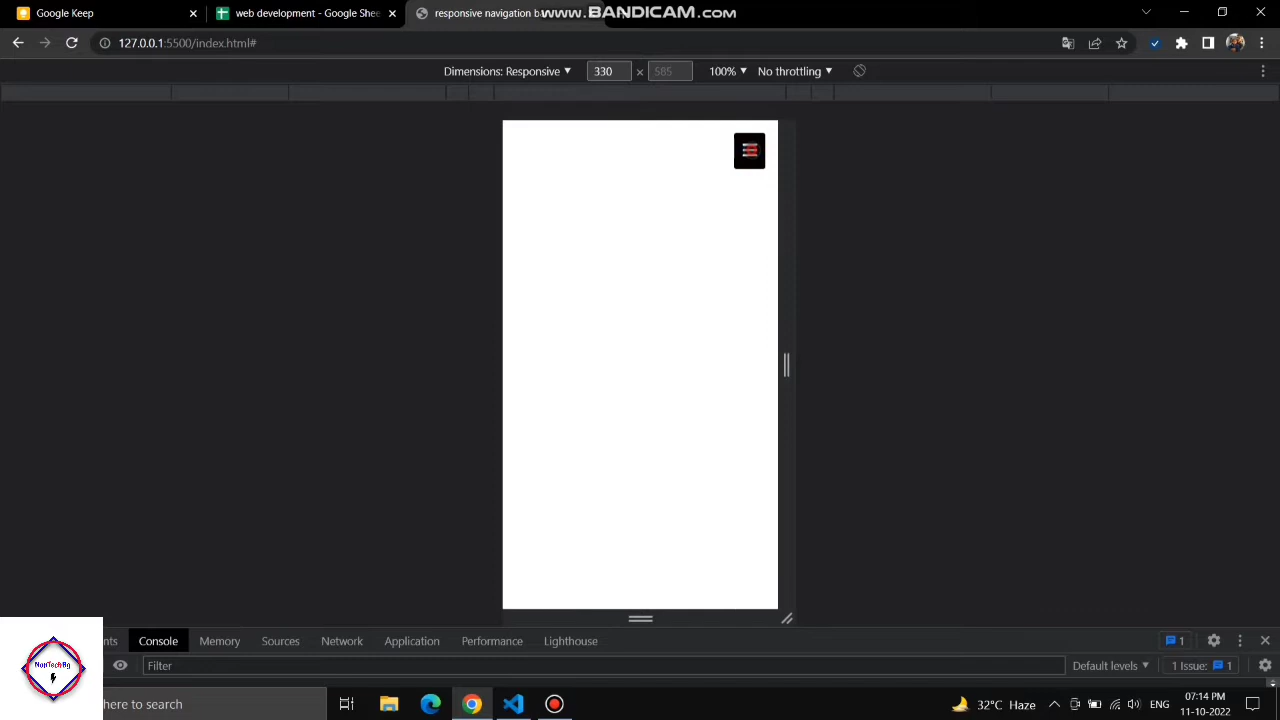 Google Keep
web development - Google Shee
responsive navigation b
www.BANDICAM.com
127.0.0.1:5500/index.html#
Dimensions: Responsive
330
×
585
100%
No throttling
nts
Console
Memory
Sources
Network
Application
Performance
Lighthouse
1
Filter
Default levels
1 Issue:
1
here to search
32°C Haze
ENG
07:14 PM
11-10-2022